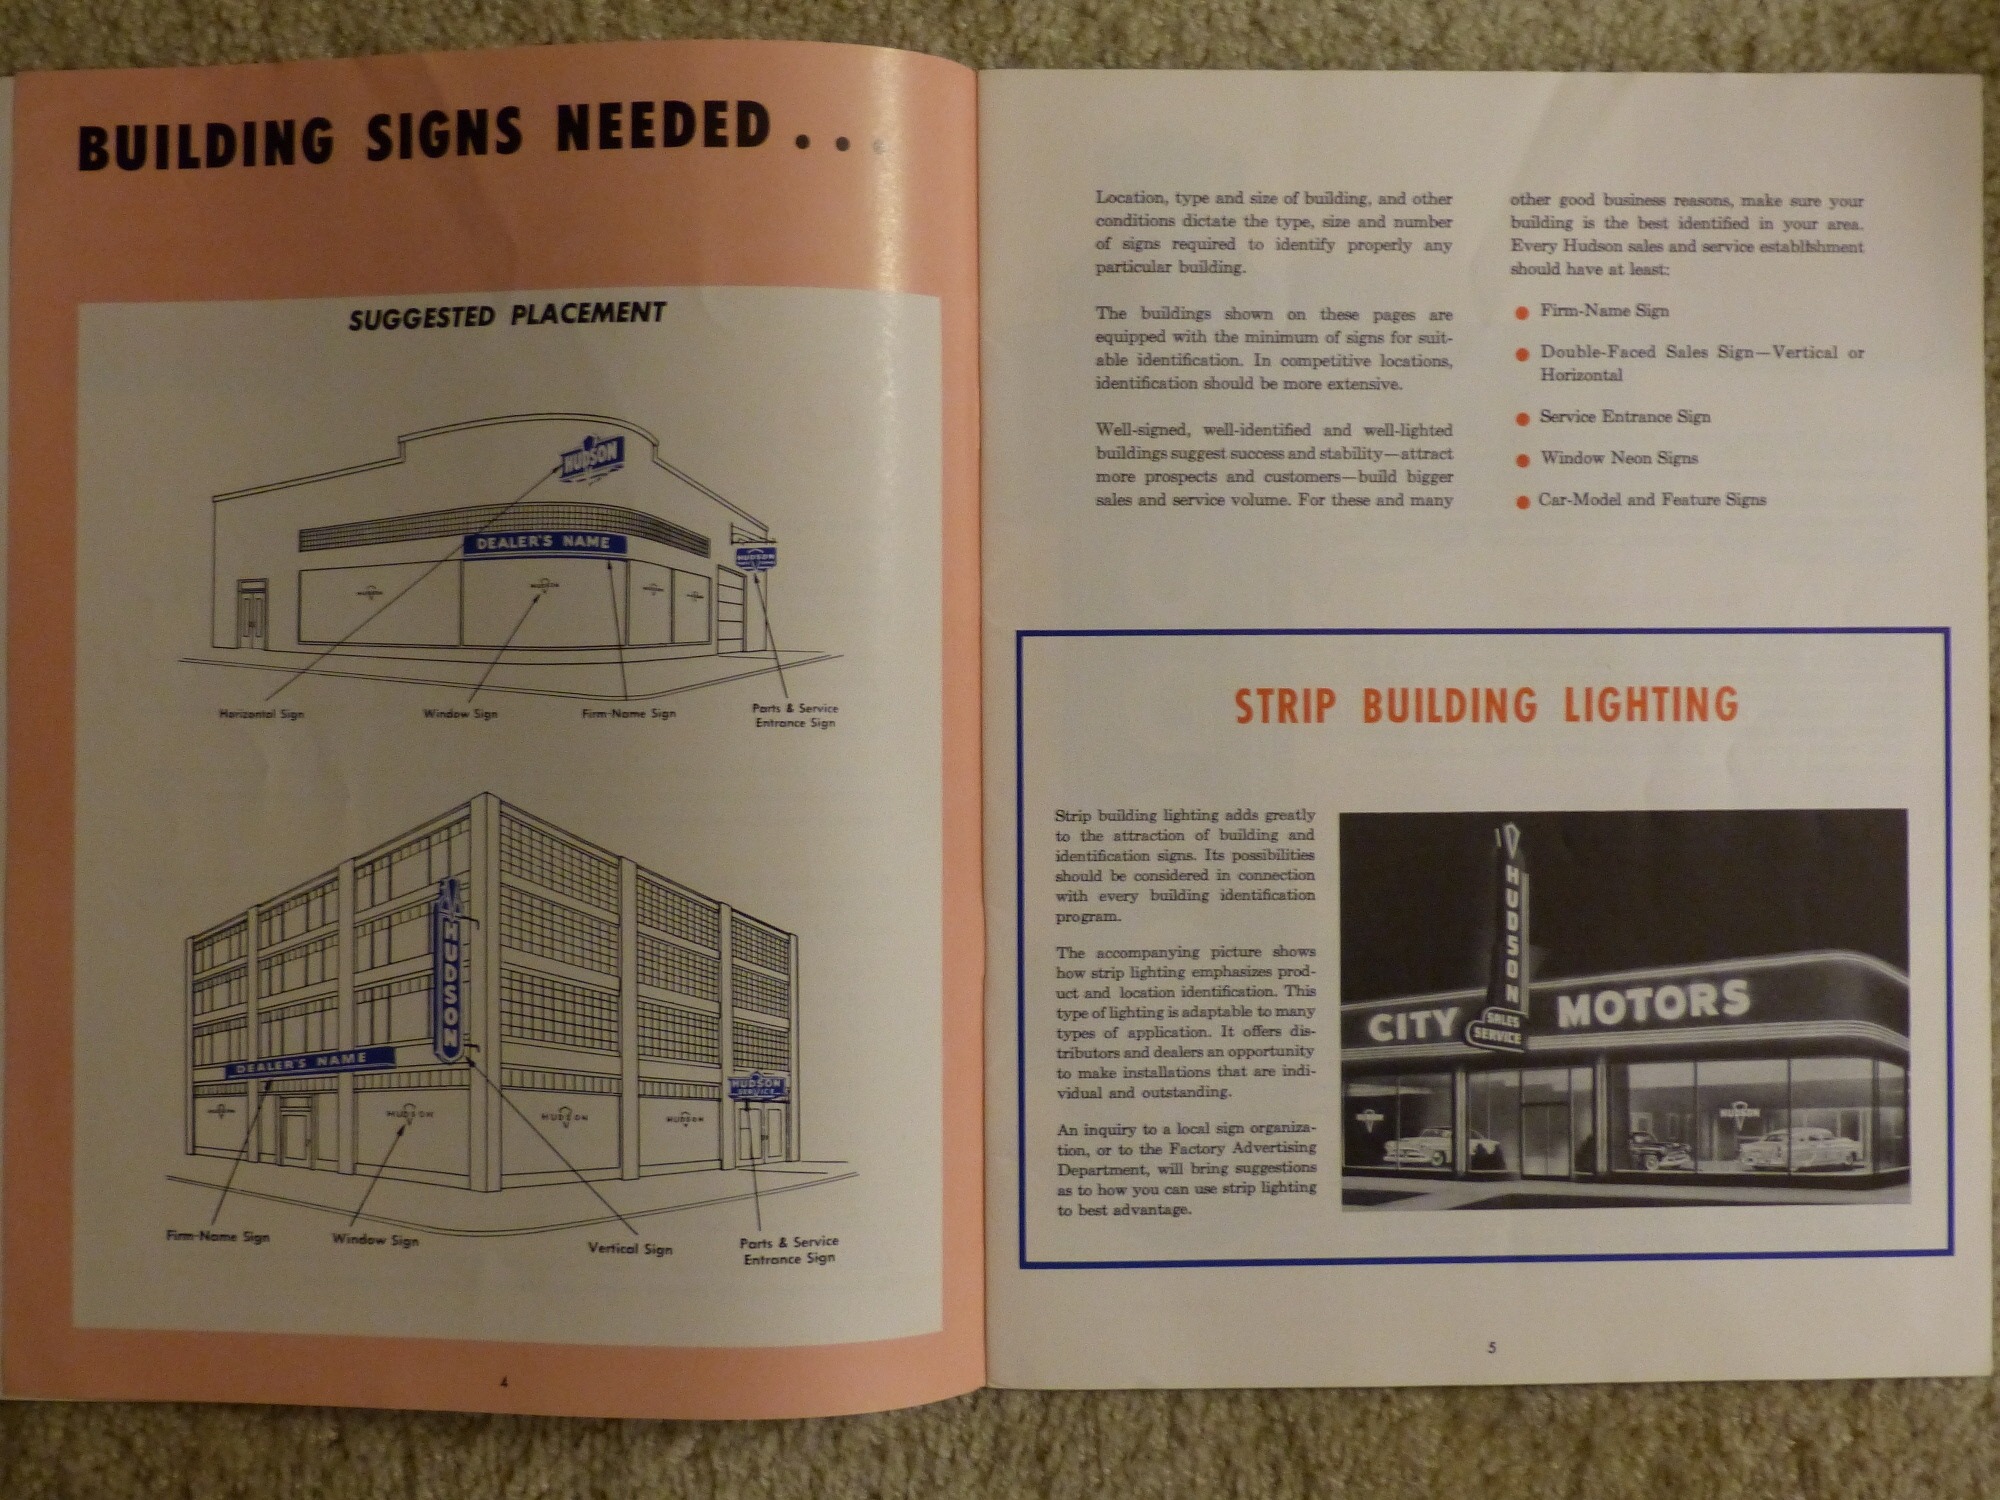 BUILDING SIGNS NEEDED . . .
SUGGESTED PLACEMENT
HUDSON
DEALER'S NAME
HUDSON
HUDSON
Horizontal Sign
Window Sign
Firm-Name Sign
Parts & Service
Entrance Sign
HUDSON
DEALER'S NAME
HUDSON
SERVICE
HUDSON
HUDSON
HUDSON
Firm-Name Sign
Window Sign
Vertical Sign
Parts & Service
Entrance Sign
4
Location, type and size of building, and other
conditions dictate the type, size and number
of signs required to identify properly any
particular building.
The buildings shown on these pages are
equipped with the minimum of signs for suit-
able identification. In competitive locations,
identification should be more extensive.
Well-signed, well-identified and well-lighted
buildings suggest success and stability—attract
more prospects and customers—build bigger
sales and service volume. For these and many
other good business reasons, make sure your
building is the best identified in your area.
Every Hudson sales and service establishment
should have at least:
Firm-Name Sign
Double-Faced Sales Sign—Vertical or
Horizontal
Service Entrance Sign
Window Neon Signs
Car-Model and Feature Signs
STRIP BUILDING LIGHTING
Strip building lighting adds greatly
to the attraction of building and
identification signs. Its possibilities
should be considered in connection
with every building identification
program.
The accompanying picture shows
how strip lighting emphasizes prod-
uct and location identification. This
type of lighting is adaptable to many
types of application. It offers dis-
tributors and dealers an opportunity
to make installations that are indi-
vidual and outstanding.
An inquiry to a local sign organiza-
tion, or to the Factory Advertising
Department, will bring suggestions
as to how you can use strip lighting
to best advantage.
HUDSON
CITY MOTORS
SALES
SERVICE
HUDSON
5